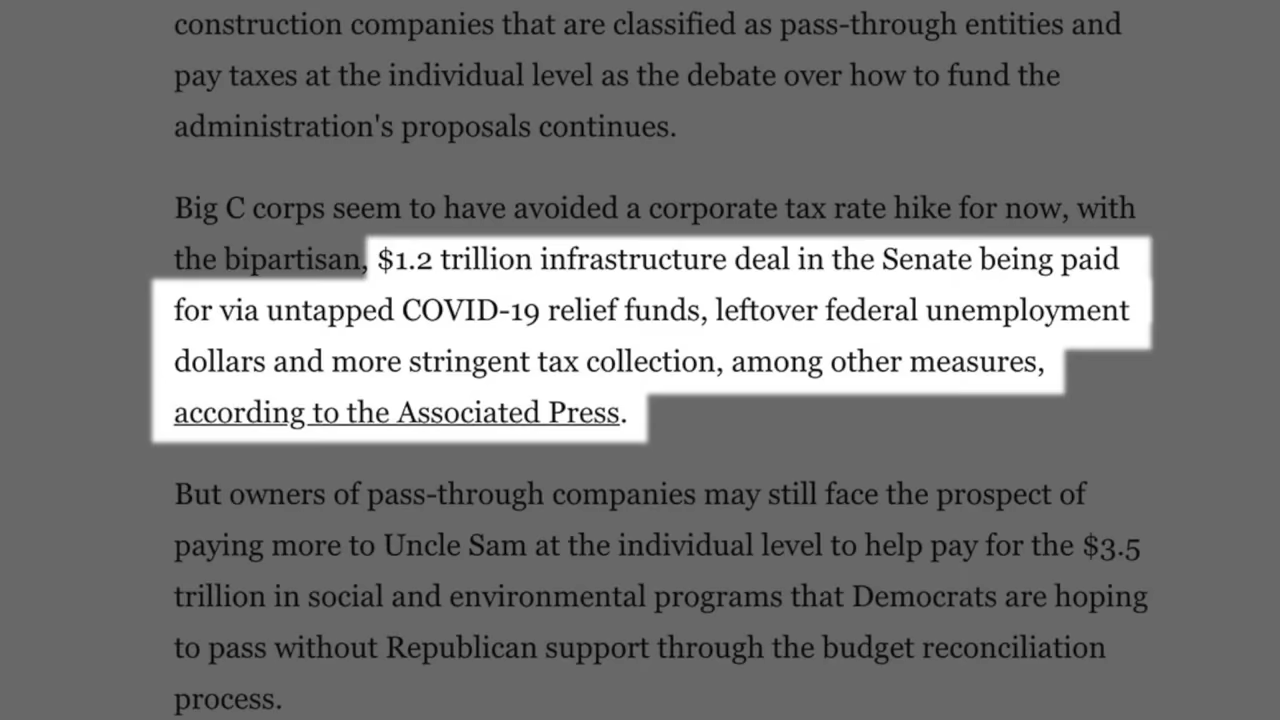 construction companies that are classified as pass-through entities and
pay taxes at the individual level as the debate over how to fund the
administration's proposals continues.
Big C corps seem to have avoided a corporate tax rate hike for now, with
the bipartisan, $1.2 trillion infrastructure deal in the Senate being paid
for via untapped COVID-19 relief funds, leftover federal unemployment
dollars and more stringent tax collection, among other measures,
according to the Associated Press.
But owners of pass-through companies may still face the prospect of
paying more to Uncle Sam at the individual level to help pay for the $3.5
trillion in social and environmental programs that Democrats are hoping
to pass without Republican support through the budget reconciliation
process.